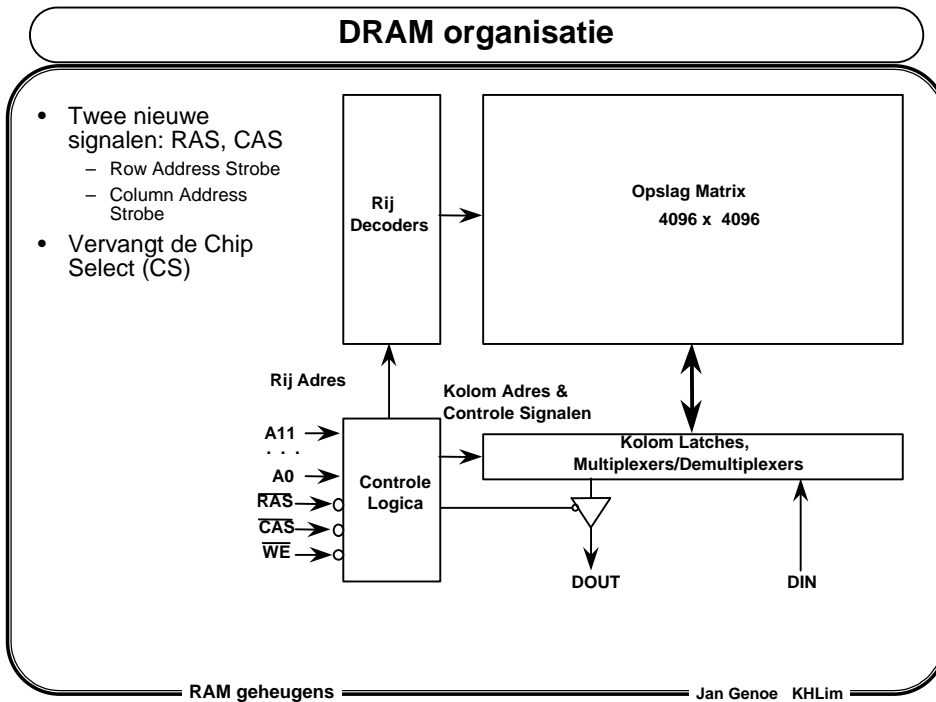 DRAM organisatie
• Twee nieuwe
signalen: RAS, CAS
– Row Address Strobe
– Column Address
Strobe
• Vervangt de Chip
Select (CS)
Rij
Decoders
Opslag Matrix
4096 x 4096
Rij Adres
Kolom Adres &
Controle Signalen
A11
. . .
A0
RAS
CAS
WE
Controle
Logica
Kolom Latches,
Multiplexers/Demultiplexers
DOUT
DIN
RAM geheugens
Jan Genoe KHLim